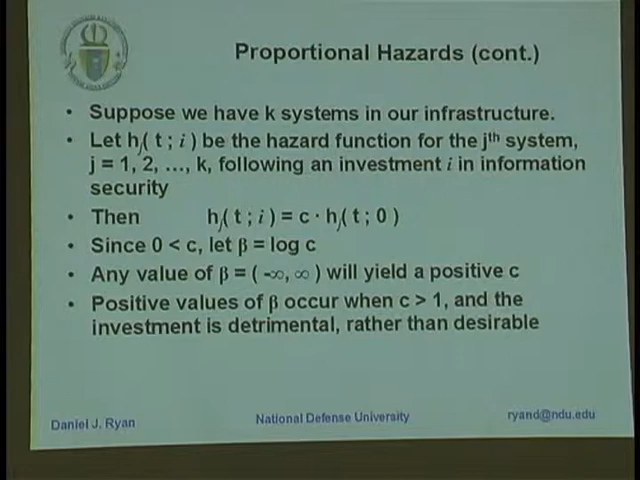 Proportional Hazards (cont.)
• Suppose we have k systems in our infrastructure.
• Let hj( t ; i ) be the hazard function for the jth system,
j = 1, 2, …, k, following an investment i in information
security
• Then hj( t ; i ) = c · hj( t ; 0 )
• Since 0 < c, let β = log c
• Any value of β = ( -∞, ∞ ) will yield a positive c
• Positive values of β occur when c > 1, and the
investment is detrimental, rather than desirable
Daniel J. Ryan National Defense University ryand@ndu.edu